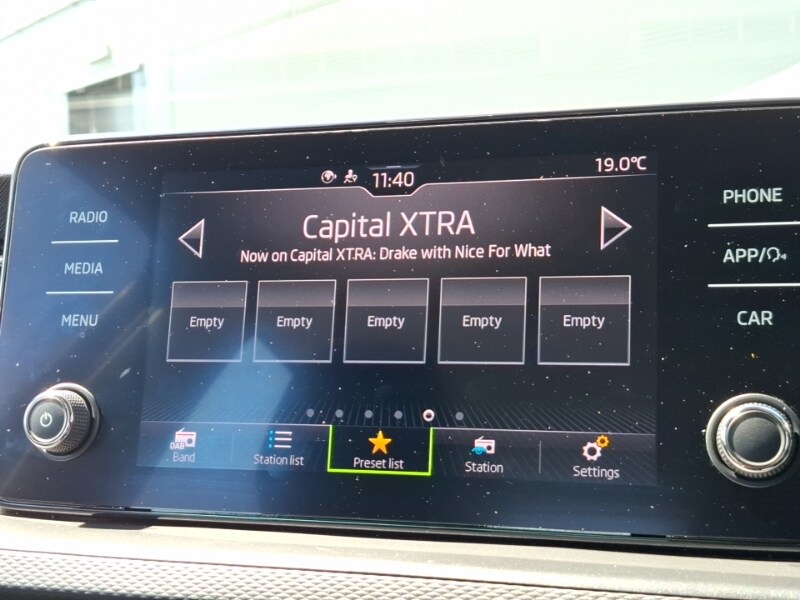 11:40
19.0°C
RADIO
MEDIA
MENU
Capital XTRA
Now on Capital XTRA: Drake with Nice For What
Empty Empty Empty Empty Empty
DAB
Band
Station list
Preset list
Station
Settings
PHONE
APP/
CAR